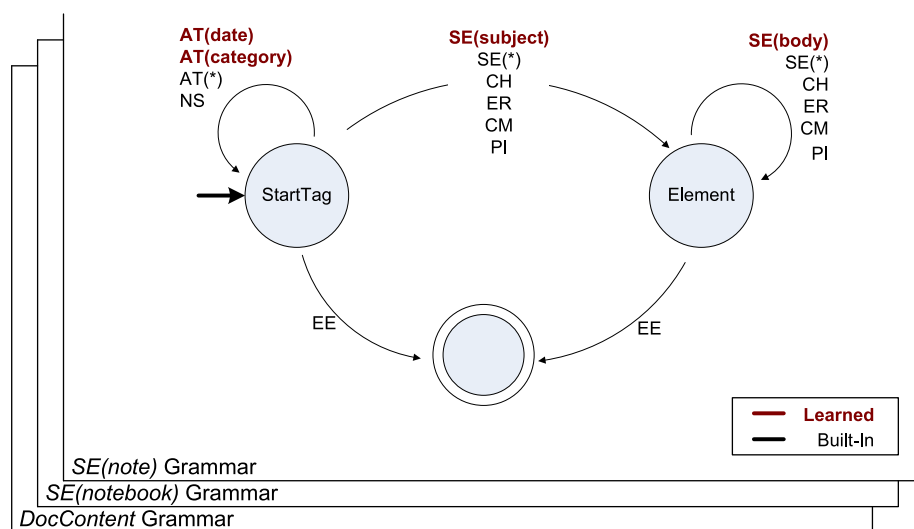 AT(date)
AT(category)
AT(*)
NS
SE(subject)
SE(*)
CH
ER
CM
PI
SE(body)
SE(*)
CH
ER
CM
PI
StartTag
Element
EE
EE
Learned
Built-In
SE(note) Grammar
SE(notebook) Grammar
DocContent Grammar